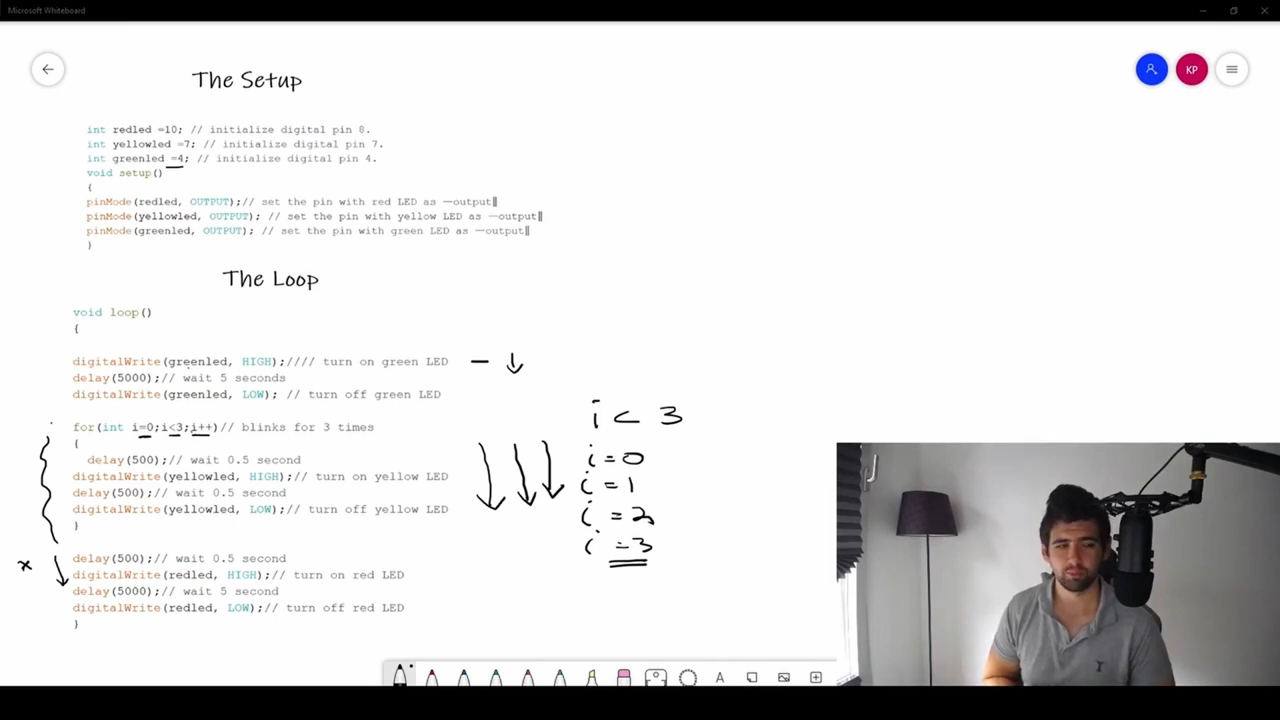 Microsoft Whiteboard
The Setup
KP
int redled =10; // initialize digital pin 8.
int yellowled =7; // initialize digital pin 7.
int greenled =4; // initialize digital pin 4.
void setup()
{
pinMode(redled, OUTPUT);// set the pin with red LED as —output‖
pinMode(yellowled, OUTPUT); // set the pin with yellow LED as —output‖
pinMode(greenled, OUTPUT); // set the pin with green LED as —output‖
}
The Loop
void loop()
{
digitalWrite(greenled, HIGH);//// turn on green LED
delay(5000);// wait 5 seconds
digitalWrite(greenled, LOW); // turn off green LED
i < 3
for(int i=0;i<3;i++)// blinks for 3 times
{
i = 0
delay(500);// wait 0.5 second
digitalWrite(yellowled, HIGH);// turn on yellow LED
i = 1
delay(500);// wait 0.5 second
digitalWrite(yellowled, LOW);// turn off yellow LED
i = 2
}
i = 3
delay(500);// wait 0.5 second
x
digitalWrite(redled, HIGH);// turn on red LED
delay(5000);// wait 5 second
digitalWrite(redled, LOW);// turn off red LED
}
A